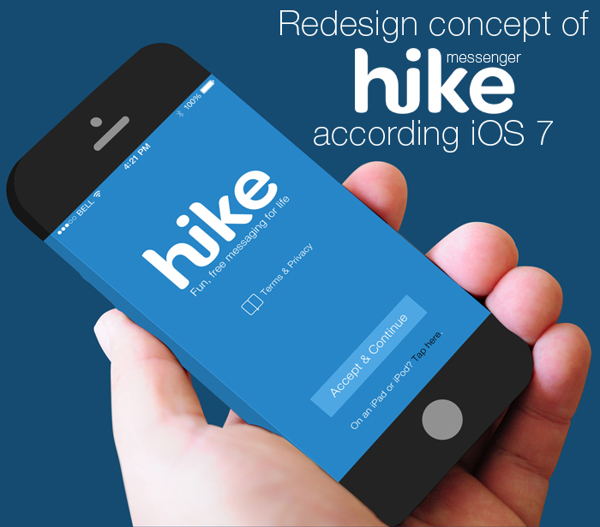 Redesign concept of
hike
messenger
according iOS 7
BELL
4:21 PM
100%
hike
Fun, free messaging for life
Terms & Privacy
Accept & Continue
On an iPad or iPod? Tap here.